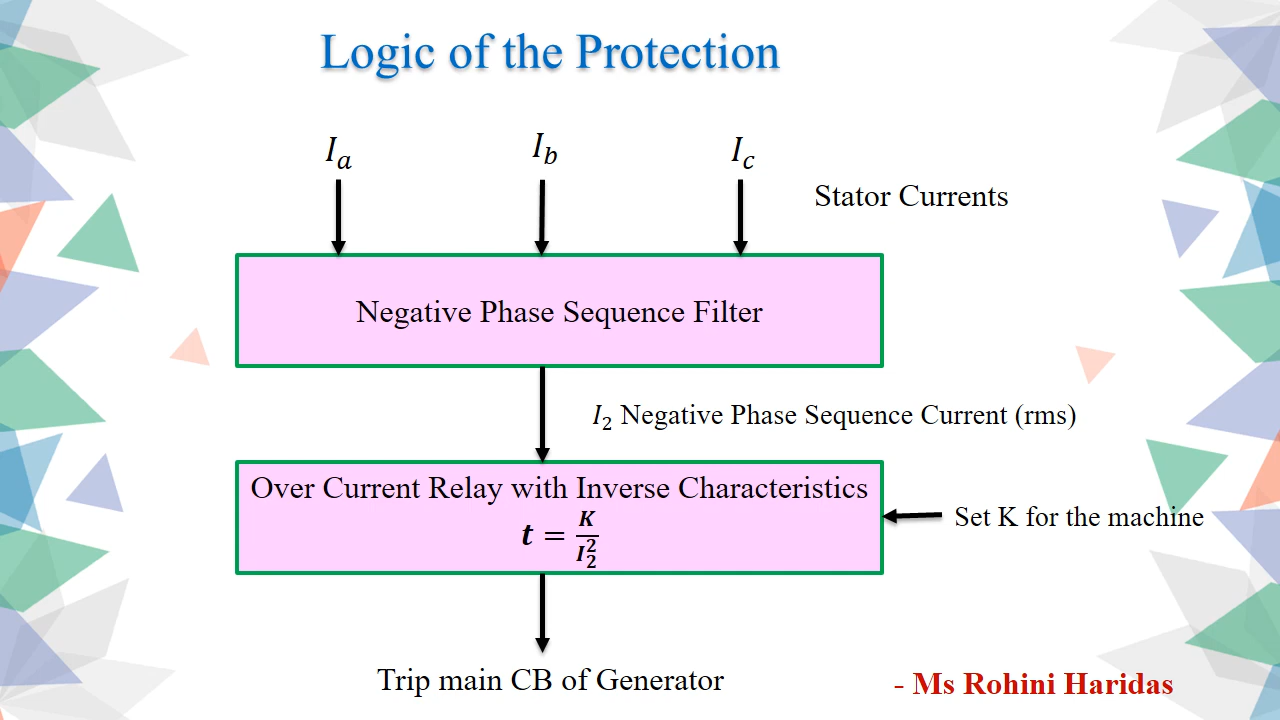 Logic of the Protection
I_a I_b I_c
Stator Currents
Negative Phase Sequence Filter
I_2 Negative Phase Sequence Current (rms)
Over Current Relay with Inverse Characteristics
t = K/I_2^2
Set K for the machine
Trip main CB of Generator
- Ms Rohini Haridas